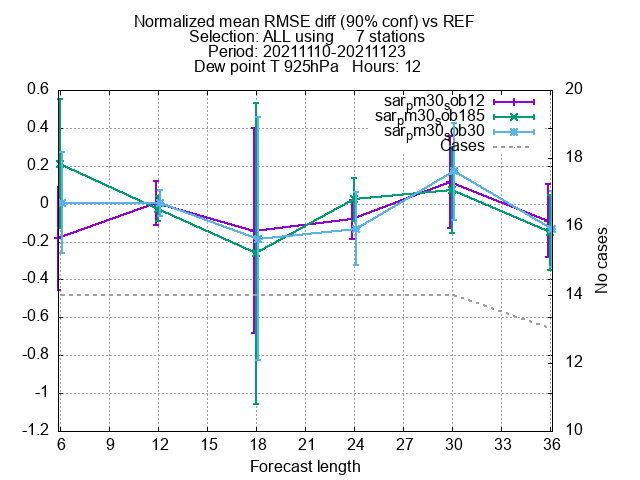 Normalized mean RMSE diff (90% conf) vs REF
Selection: ALL using 7 stations
Period: 20211110-20211123
Dew point T 925hPa Hours: 12
sar_pm30_sob12
sar_pm30_sob185
sar_pm30_sob30
Cases
0.6
0.4
0.2
0
-0.2
-0.4
-0.6
-0.8
-1
-1.2
20
18
16
14
12
10
No cases
6 9 12 15 18 21 24 27 30 33 36
Forecast length